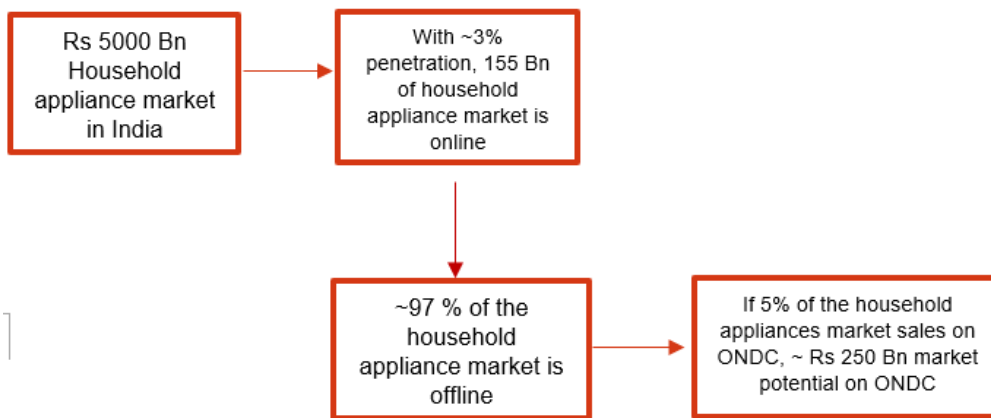 Rs 5000 Bn
Household
appliance market
in India
With ~3%
penetration, 155 Bn
of household
appliance market is
online
~97 % of the
household
appliance market is
offline
If 5% of the household
appliances market sales on
ONDC, ~ Rs 250 Bn market
potential on ONDC